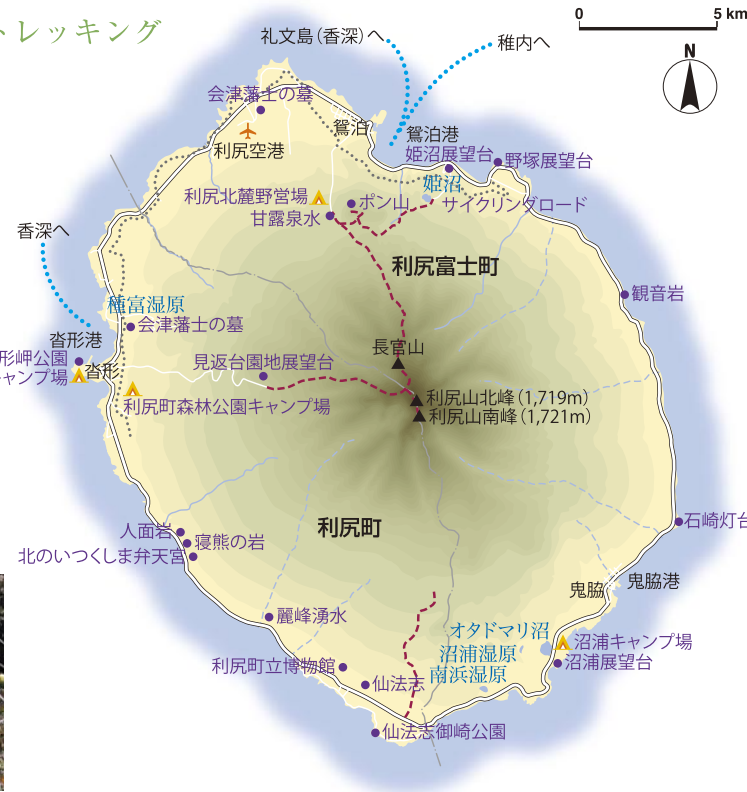 トレッキング
0 5 km
N
礼文島（香深）へ
稚内へ
会津藩士の墓
鴛泊
鴛泊港
利尻空港
姫沼展望台
野塚展望台
姫沼
利尻北麓野営場
ポン山
サイクリングロード
甘露泉水
香深へ
利尻富士町
観音岩
種富湿原
会津藩士の墓
沓形港
長官山
形岬公園
見返台園地展望台
沓形
キャンプ場
利尻山北峰（1,719m）
利尻町森林公園キャンプ場
利尻山南峰（1,721m）
石崎灯台
利尻町
人面岩
寝熊の岩
北のいつくしま弁天宮
鬼脇港
鬼脇
麗峰湧水
オタドマリ沼
沼浦キャンプ場
沼浦湿原
沼浦展望台
利尻町立博物館
南浜湿原
仙法志
仙法志御崎公園